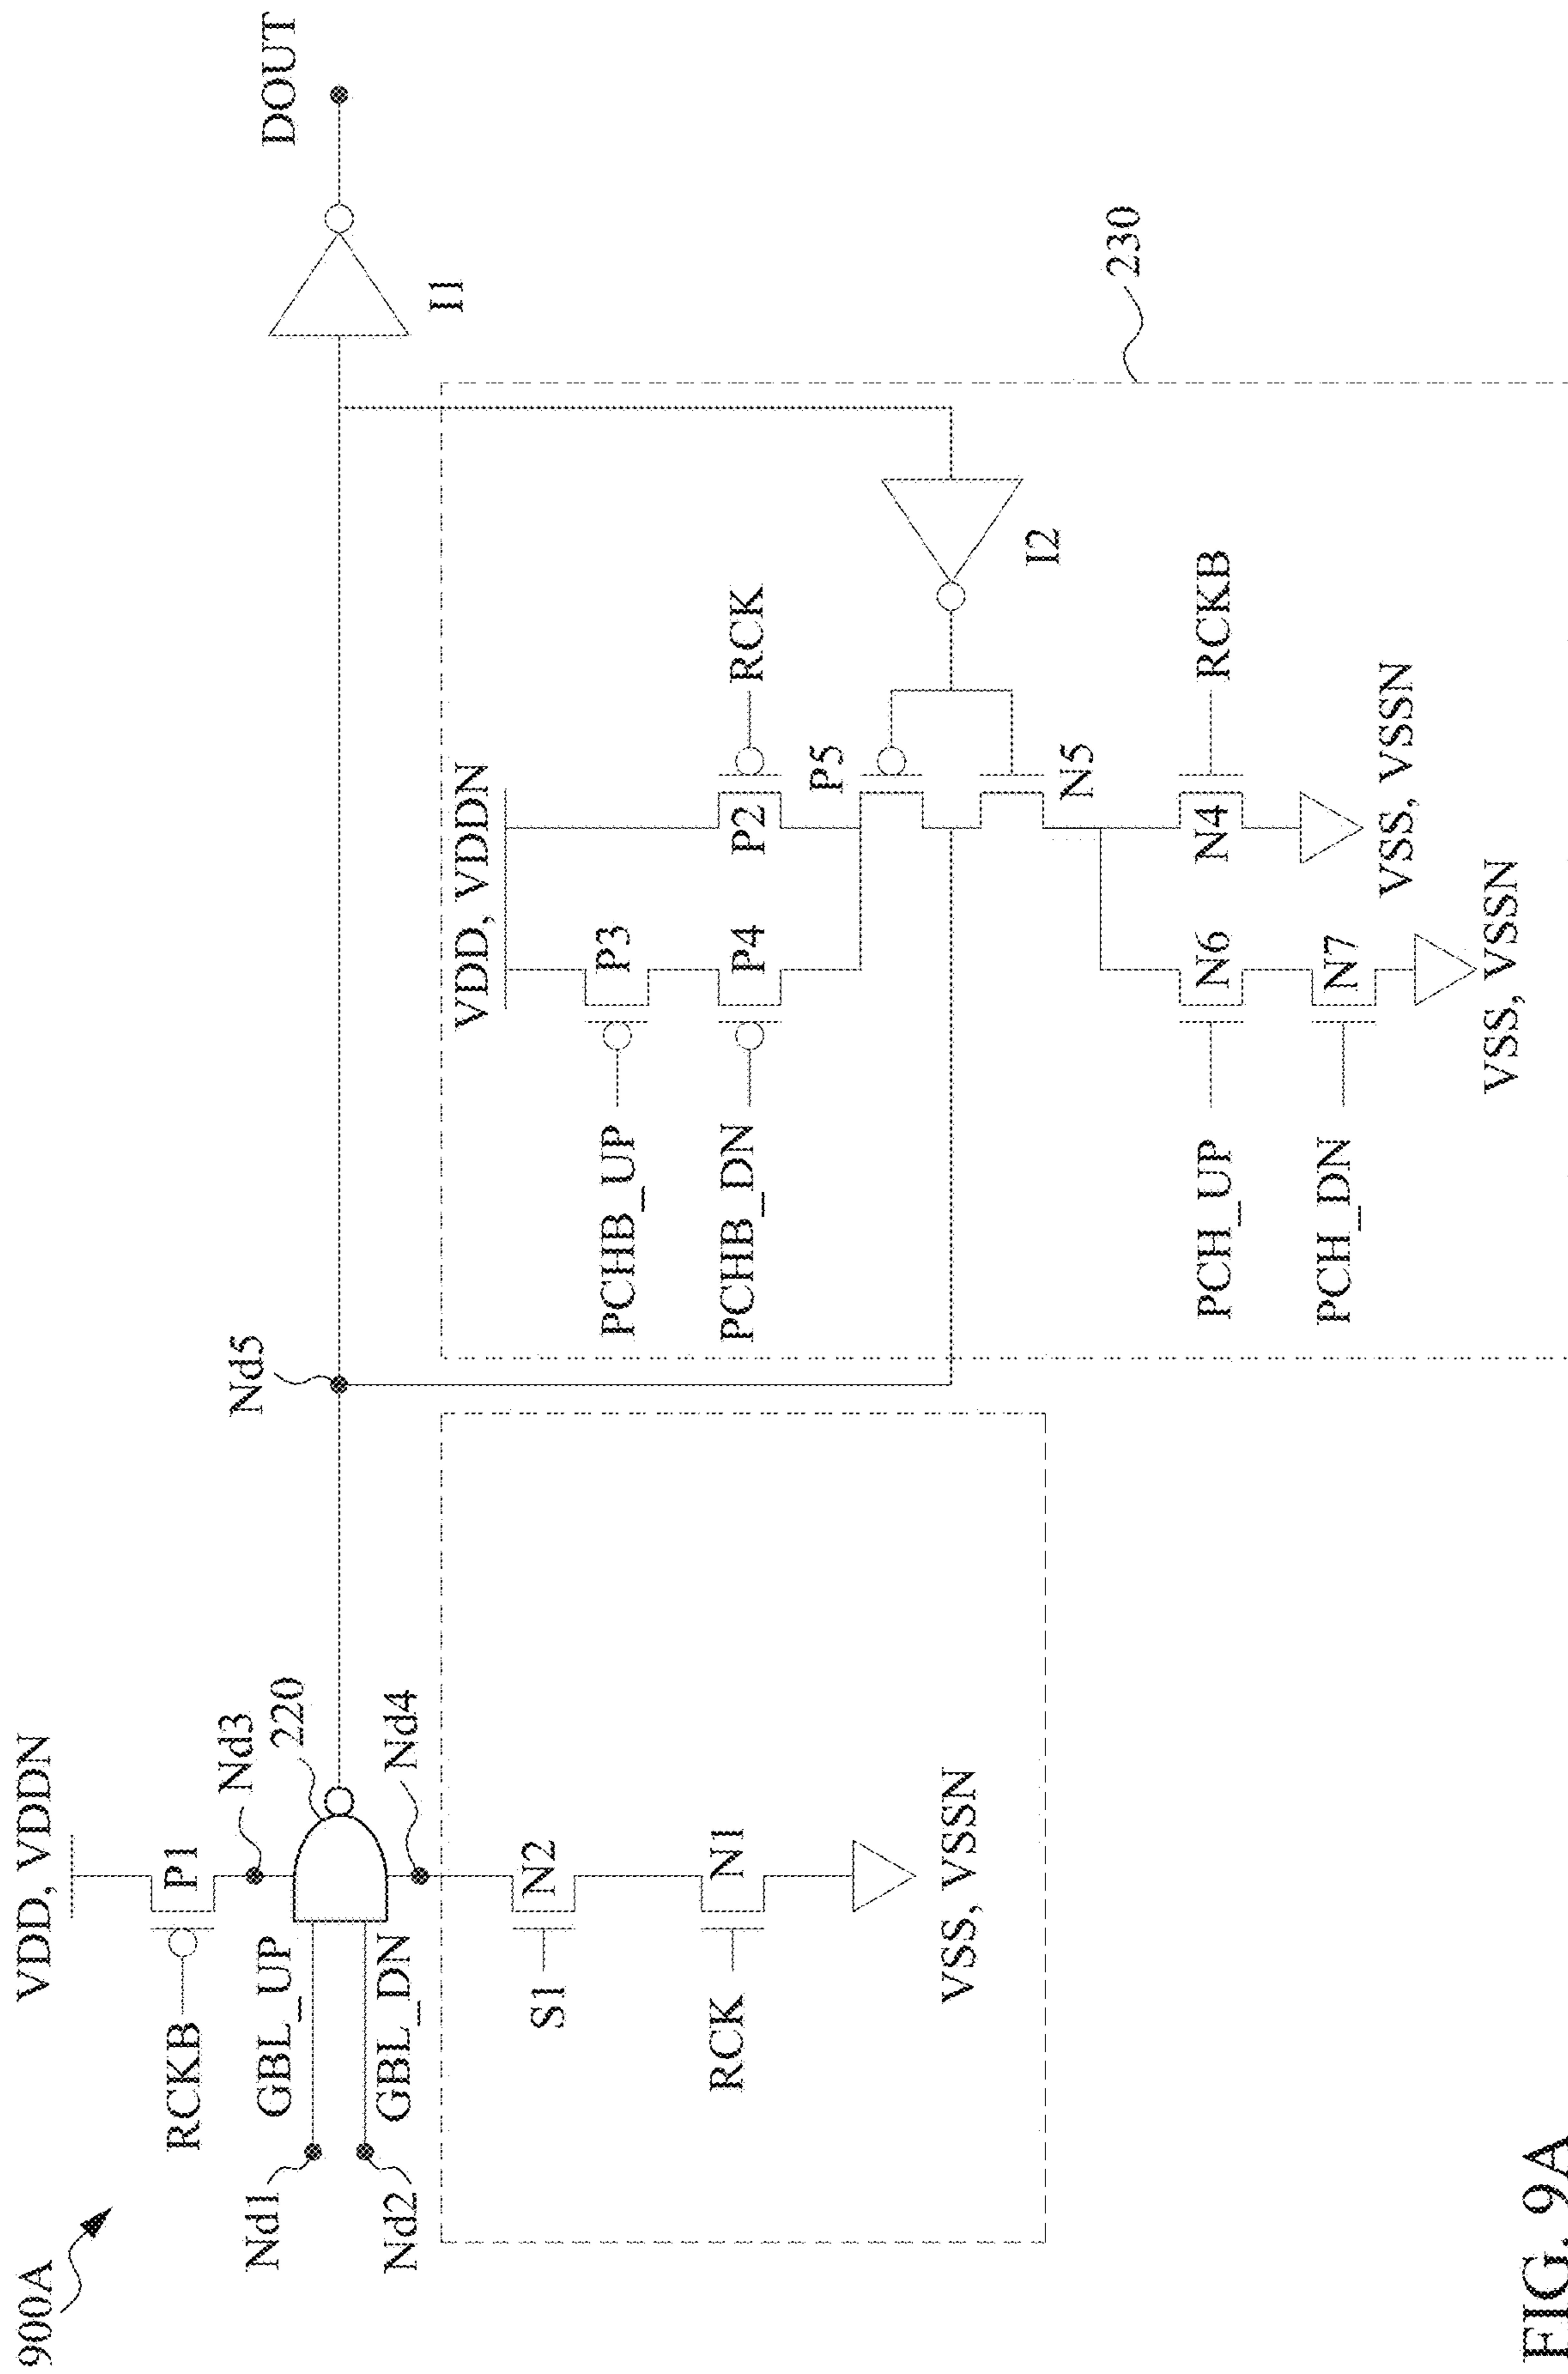 900A
VDD, VDDN
RCKB
P1
Nd3
220
Nd1
GBL_UP
Nd2
GBL_DN
Nd4
S1
N2
RCK
N1
VSS, VSSN
Nd5
I1
DOUT
230
VDD, VDDN
PCHB_UP
P3
PCHB_DN
P4
P2
RCK
P5
I2
N5
PCH_UP
N6
N4
RCKB
PCH_DN
N7
VSS, VSSN
VSS, VSSN
FIG. 9A